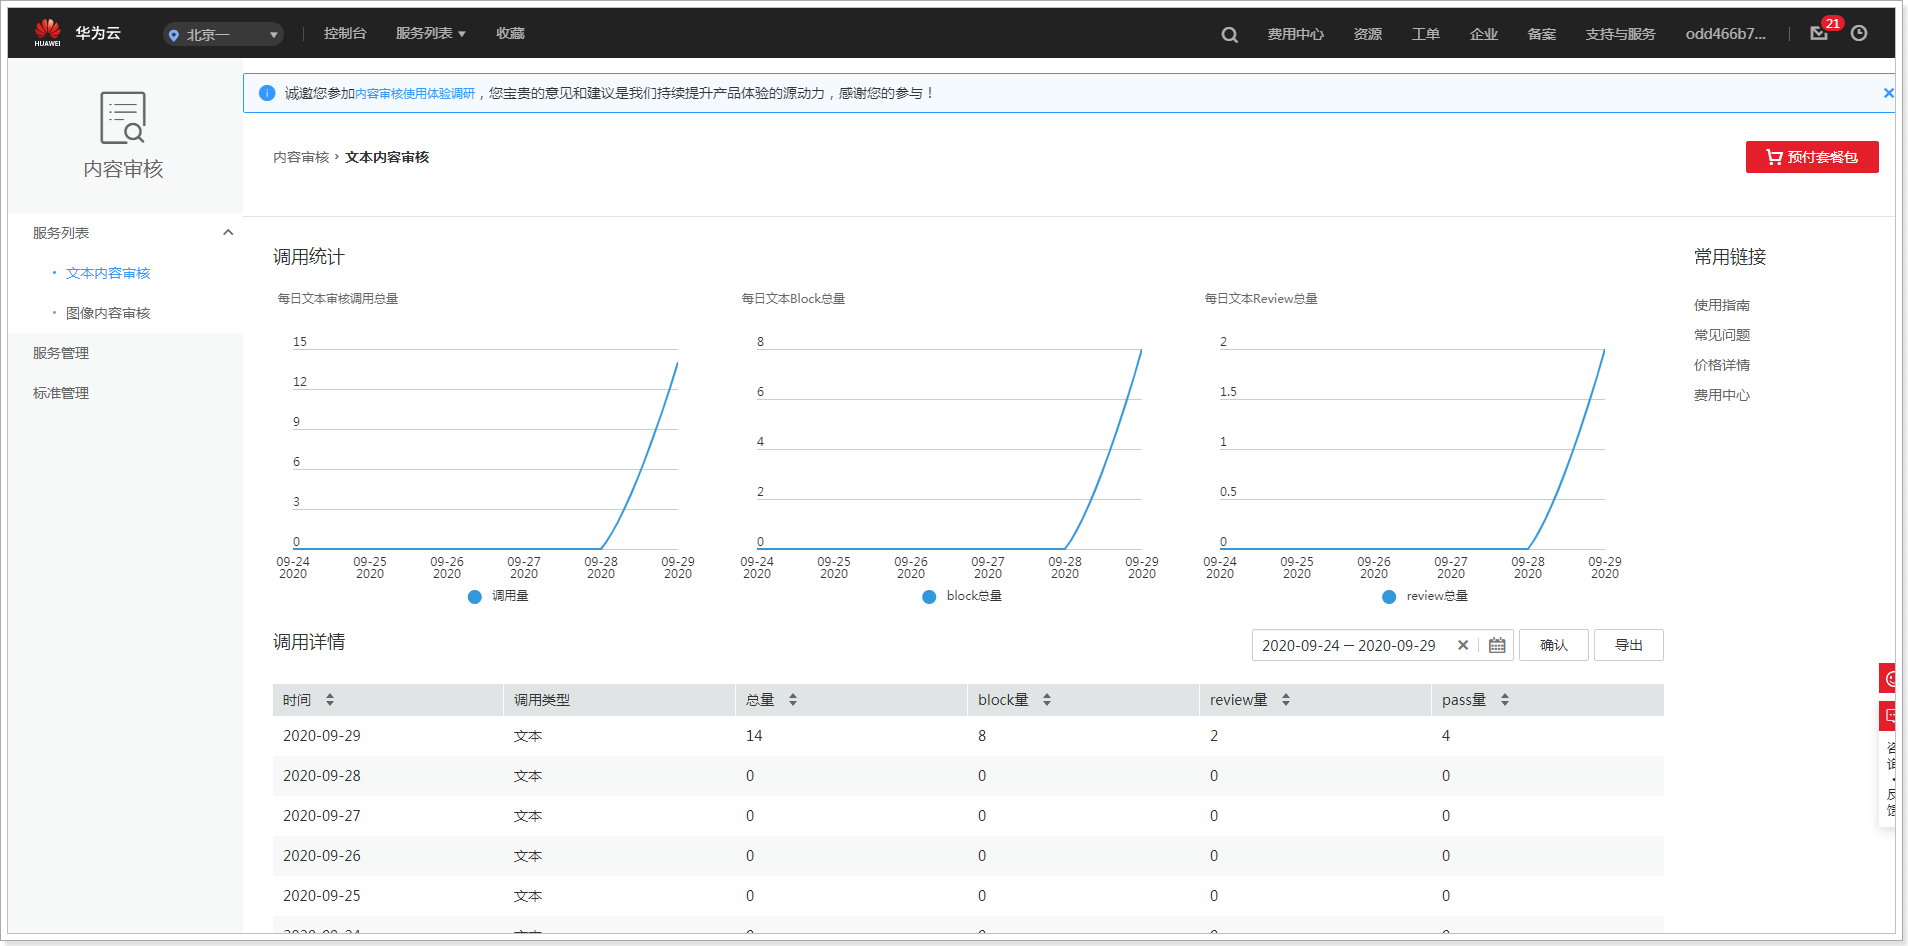 HUAWEI 华为云 北京一 控制台 服务列表 收藏 费用中心 资源 工单 企业 备案 支持与服务 odd466b7... 21
诚邀您参加内容审核使用体验调研，您宝贵的意见和建议是我们持续提升产品体验的源动力，感谢您的参与！
内容审核
服务列表
文本内容审核
图像内容审核
服务管理
标准管理
内容审核 › 文本内容审核
预付套餐包
调用统计
每日文本审核调用总量
15
12
9
6
3
0
09-24 2020 09-25 2020 09-26 2020 09-27 2020 09-28 2020 09-29 2020
调用量
每日文本Block总量
8
6
4
2
0
09-24 2020 09-25 2020 09-26 2020 09-27 2020 09-28 2020 09-29 2020
block总量
每日文本Review总量
2
1.5
1
0.5
0
09-24 2020 09-25 2020 09-26 2020 09-27 2020 09-28 2020 09-29 2020
review总量
常用链接
使用指南
常见问题
价格详情
费用中心
调用详情
2020-09-24 — 2020-09-29 确认 导出
时间 调用类型 总量 block量 review量 pass量
2020-09-29 文本 14 8 2 4
2020-09-28 文本 0 0 0 0
2020-09-27 文本 0 0 0 0
2020-09-26 文本 0 0 0 0
2020-09-25 文本 0 0 0 0
咨询・反馈